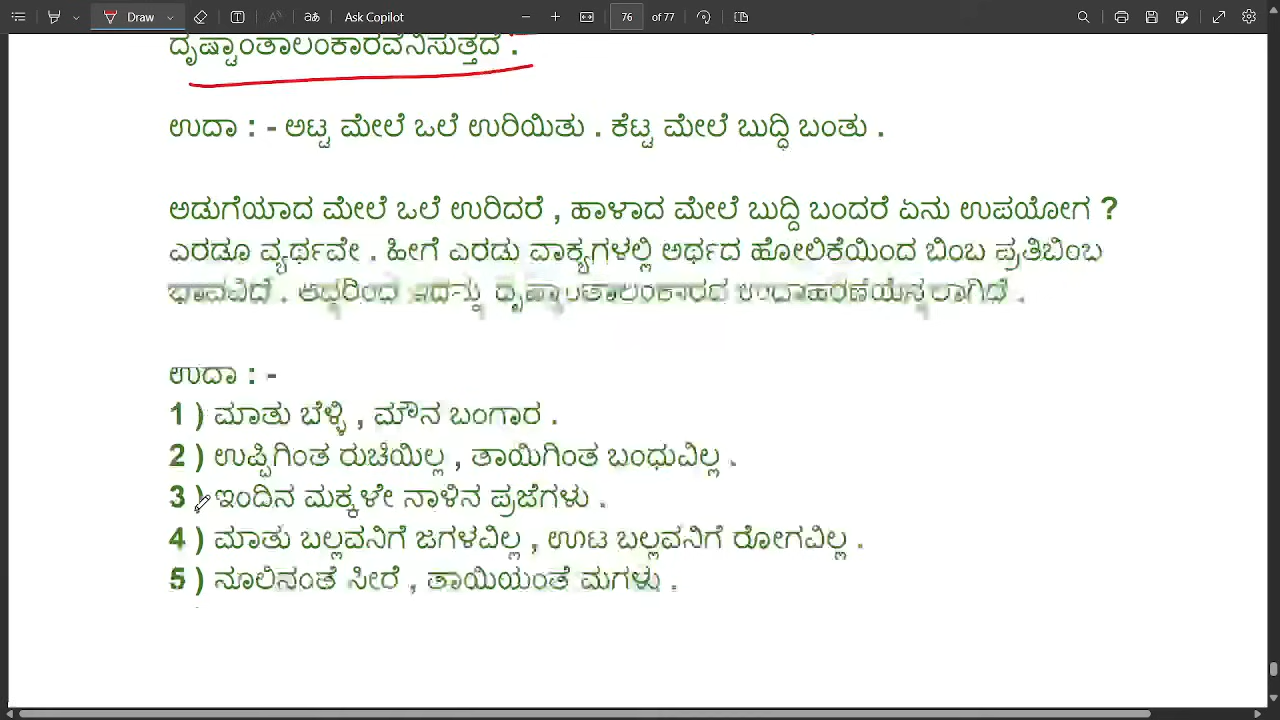 Draw
Ask Copilot
76 of 77
ದೃಷ್ಟಾಂತಾಲಂಕಾರವೆನಿಸುತ್ತದೆ .
ಉದಾ : - ಅಟ್ಟ ಮೇಲೆ ಒಲೆ ಉರಿಯಿತು . ಕೆಟ್ಟ ಮೇಲೆ ಬುದ್ಧಿ ಬಂತು .
ಅಡುಗೆಯಾದ ಮೇಲೆ ಒಲೆ ಉರಿದರೆ , ಹಾಳಾದ ಮೇಲೆ ಬುದ್ದಿ ಬಂದರೆ ಏನು ಉಪಯೋಗ ?
ಎರಡೂ ವ್ಯರ್ಥವೇ . ಹೀಗೆ ಎರಡು ವಾಕ್ಯಗಳಲ್ಲಿ ಅರ್ಥದ ಹೋಲಿಕೆಯಿಂದ ಬಿಂಬ ಪ್ರತಿಬಿಂಬ
ಭಾವವಿದೆ . ಆದ್ದರಿಂದ ಇದನ್ನು ದೃಷ್ಟಾಂತಾಲಂಕಾರದ ಉದಾಹರಣೆಯೆನ್ನಲಾಗಿದೆ .
ಉದಾ : -
1 ) ಮಾತು ಬೆಳ್ಳಿ , ಮೌನ ಬಂಗಾರ .
2 ) ಉಪ್ಪಿಗಿಂತ ರುಚಿಯಿಲ್ಲ , ತಾಯಿಗಿಂತ ಬಂಧುವಿಲ್ಲ .
3 ) ಇಂದಿನ ಮಕ್ಕಳೇ ನಾಳಿನ ಪ್ರಜೆಗಳು .
4 ) ಮಾತು ಬಲ್ಲವನಿಗೆ ಜಗಳವಿಲ್ಲ , ಊಟ ಬಲ್ಲವನಿಗೆ ರೋಗವಿಲ್ಲ .
5 ) ನೂಲಿನಂತೆ ಸೀರೆ , ತಾಯಿಯಂತೆ ಮಗಳು .